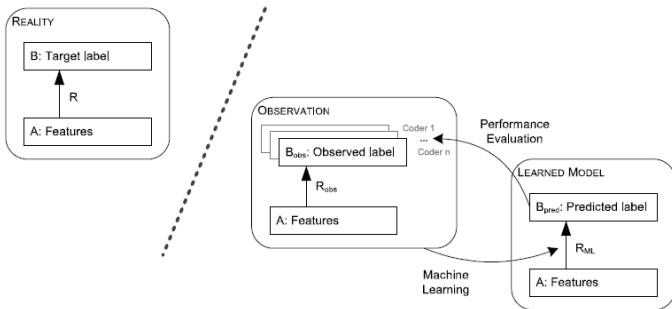 REALITY
B: Target label
R
A: Features
OBSERVATION
Coder 1
...
Coder n
B_obs: Observed label
R_obs
A: Features
Performance
Evaluation
LEARNED MODEL
B_pred: Predicted label
R_ML
A: Features
Machine
Learning